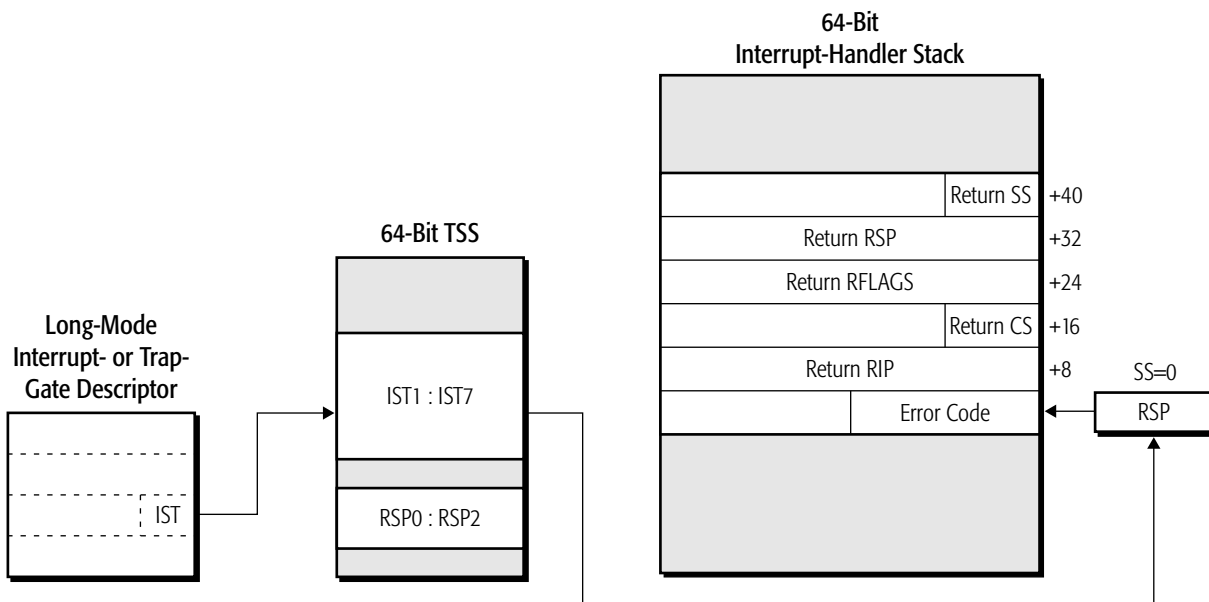 64-Bit
Interrupt-Handler Stack
Return SS
+40
Return RSP
+32
Return RFLAGS
+24
Return CS
+16
Return RIP
+8
Error Code
SS=0
RSP
64-Bit TSS
IST1 : IST7
RSP0 : RSP2
Long-Mode
Interrupt- or Trap-
Gate Descriptor
IST